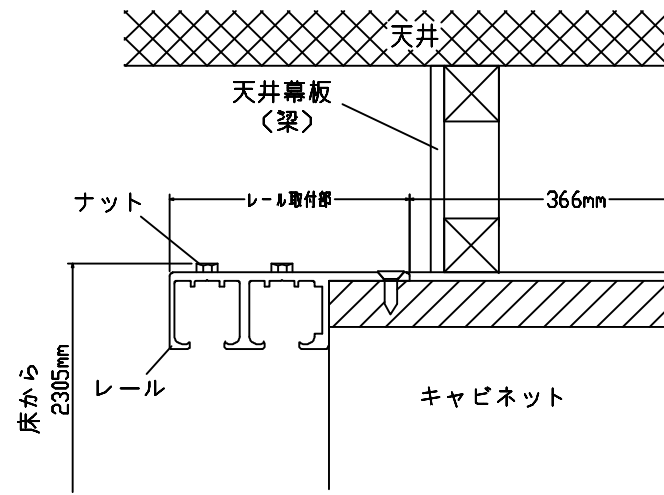 天井
天井幕板
（梁）
ナット
レール取付部
366mm
レール
床から
2305mm
キャビネット